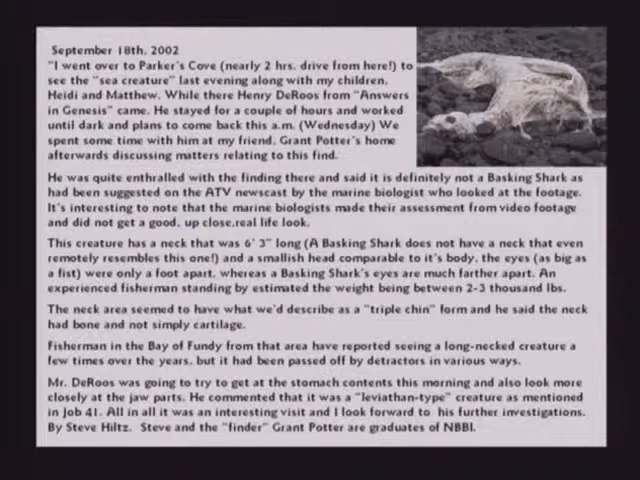 September 18th, 2002
"I went over to Parker's Cove (nearly 2 hrs. drive from here!) to
see the "sea creature" last evening along with my children,
Heidi and Matthew. While there Henry DeRoos from "Answers
in Genesis" came. He stayed for a couple of hours and worked
until dark and plans to come back this a.m. (Wednesday) We
spent some time with him at my friend, Grant Potter's home
afterwards discussing matters relating to this find.
He was quite enthralled with the finding there and said it is definitely not a Basking Shark as
had been suggested on the ATV newscast by the marine biologist who looked at the footage.
It's interesting to note that the marine biologists made their assessment from video footage
and did not get a good, up close,real life look.
This creature has a neck that was 6' 3" long (A Basking Shark does not have a neck that even
remotely resembles this one!) and a smallish head comparable to it's body, the eyes (as big as
a fist) were only a foot apart, whereas a Basking Shark's eyes are much farther apart. An
experienced fisherman standing by estimated the weight being between 2-3 thousand lbs.
The neck area seemed to have what we'd describe as a "triple chin" form and he said the neck
had bone and not simply cartilage.
Fisherman in the Bay of Fundy from that area have reported seeing a long-necked creature a
few times over the years, but it had been passed off by detractors in various ways.
Mr. DeRoos was going to try to get at the stomach contents this morning and also look more
closely at the jaw parts. He commented that it was a "leviathan-type" creature as mentioned
in Job 41. All in all it was an interesting visit and I look forward to his further investigations.
By Steve Hiltz. Steve and the "finder" Grant Potter are graduates of NBBI.